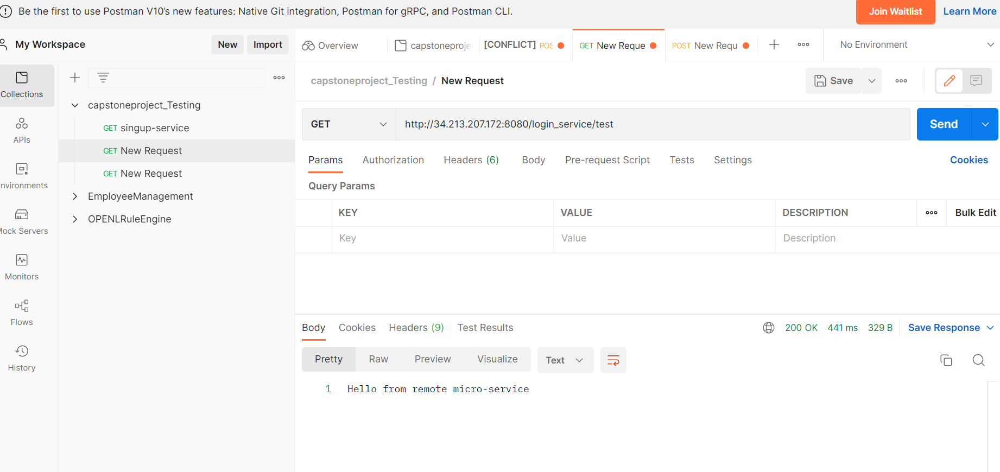 Be the first to use Postman V10's new features: Native Git integration, Postman for gRPC, and Postman CLI.
Join Waitlist
Learn More
My Workspace
New
Import
Overview
capstoneproje
[CONFLICT] POS
GET New Reque
POST New Requ
No Environment
Collections
APIs
nvironments
Mock Servers
Monitors
Flows
History
capstoneproject_Testing
GET singup-service
GET New Request
GET New Request
EmployeeManagement
OPENLRuleEngine
capstoneproject_Testing / New Request
Save
GET
http://34.213.207.172:8080/login_service/test
Send
Params Authorization Headers (6) Body Pre-request Script Tests Settings
Cookies
Query Params
KEY VALUE DESCRIPTION
Bulk Edit
Key Value Description
Body Cookies Headers (9) Test Results
200 OK 441 ms 329 B
Save Response
Pretty Raw Preview Visualize
Text
1 Hello from remote micro-service